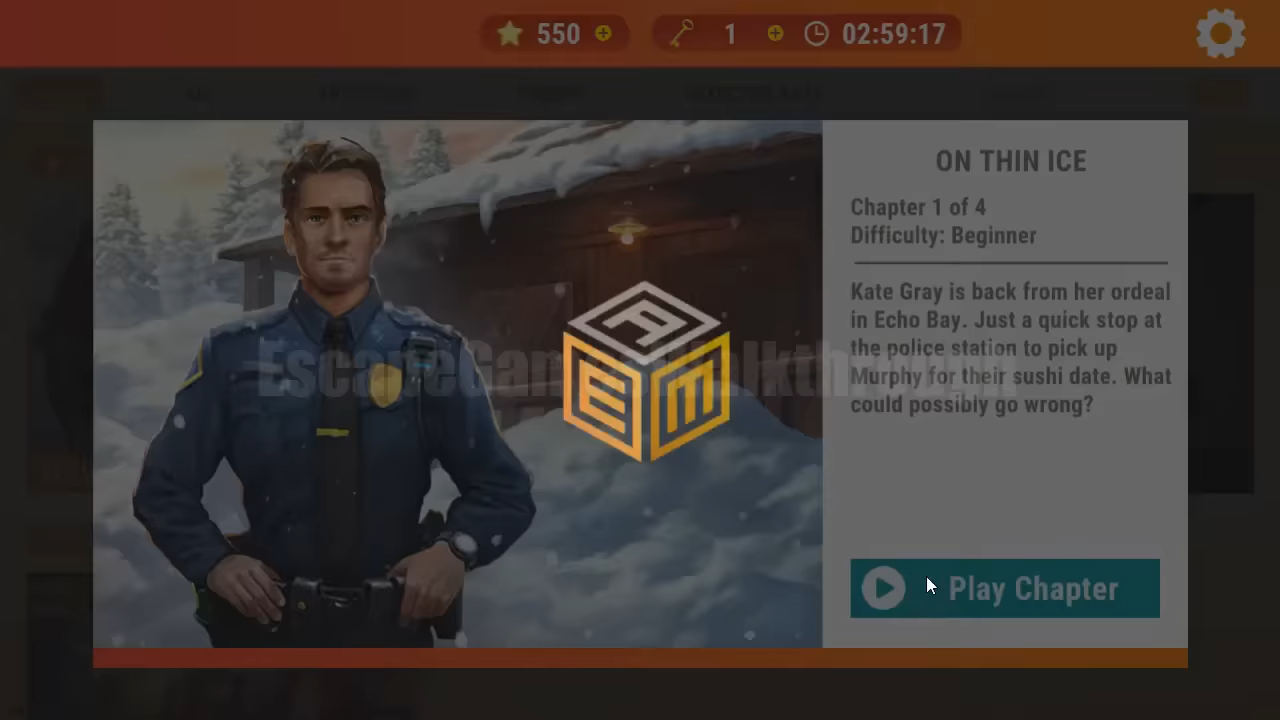 550 1 02:59:17
ON THIN ICE
Chapter 1 of 4
Difficulty: Beginner
Kate Gray is back from her ordeal
in Echo Bay. Just a quick stop at
the police station to pick up
Murphy for their sushi date. What
could possibly go wrong?
A
E M
Play Chapter